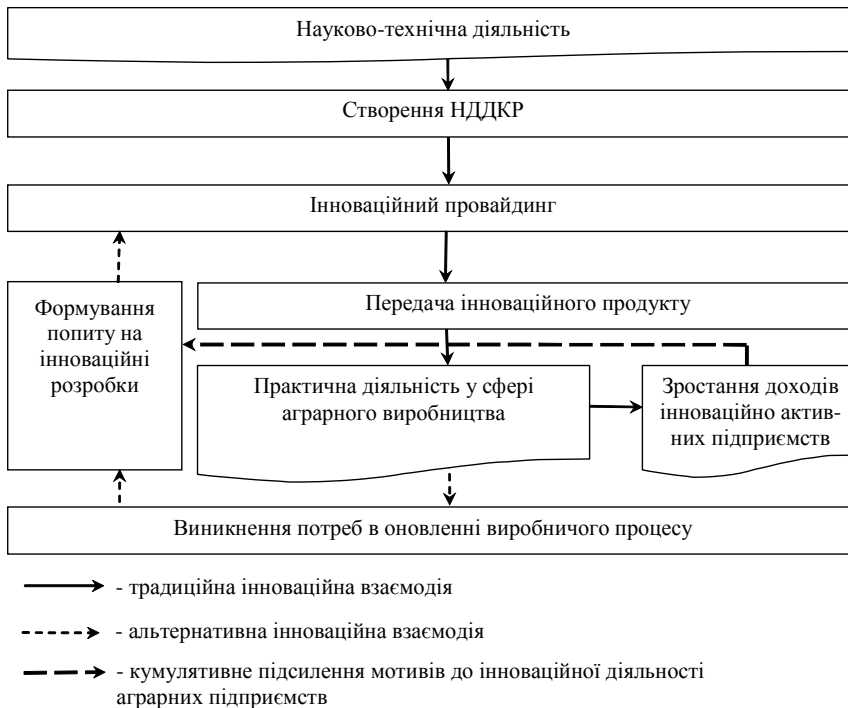 Науково-технічна діяльність
Створення НДДКР
Інноваційний провайдинг
Передача інноваційного продукту
Формування
попиту на
інноваційні
розробки
Практична діяльність у сфері
аграрного виробництва
Зростання доходів
інноваційно актив-
них підприємств
Виникнення потреб в оновленні виробничого процесу
- традиційна інноваційна взаємодія
- альтернативна інноваційна взаємодія
- кумулятивне підсилення мотивів до інноваційної діяльності
аграрних підприємств